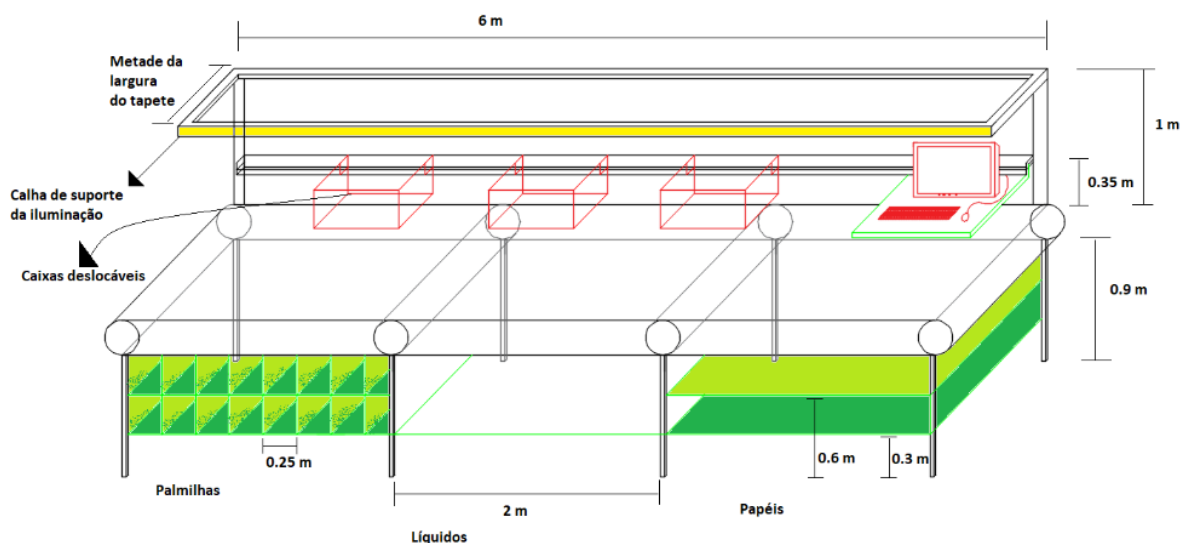 6 m
Metade da
largura
do tapete
1 m
Calha de suporte
da iluminação
0.35 m
Caixas deslocáveis
0.9 m
0.25 m
0.6 m
0.3 m
Palmilhas
2 m
Papéis
Líquidos